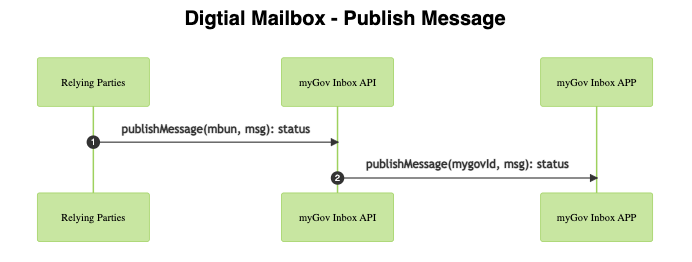 Digtial Mailbox - Publish Message
Relying Parties
myGov Inbox API
myGov Inbox APP
1
publishMessage(mbun, msg): status
2
publishMessage(mygovId, msg): status
Relying Parties
myGov Inbox API
myGov Inbox APP